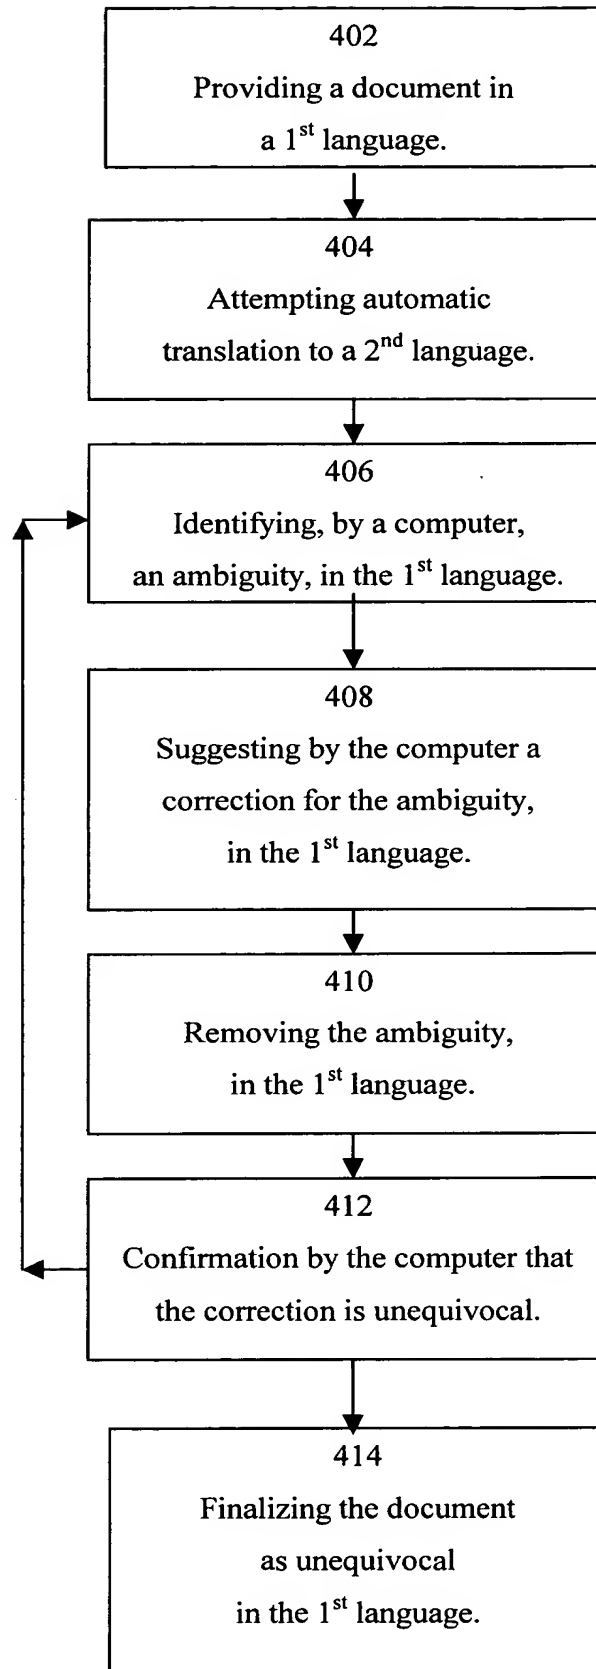 402
Providing a document in
a 1st language.
404
Attempting automatic
translation to a 2nd language.
406
Identifying, by a computer,
an ambiguity, in the 1st language.
408
Suggesting by the computer a
correction for the ambiguity,
in the 1st language.
410
Removing the ambiguity,
in the 1st language.
412
Confirmation by the computer that
the correction is unequivocal.
414
Finalizing the document
as unequivocal
in the 1st language.